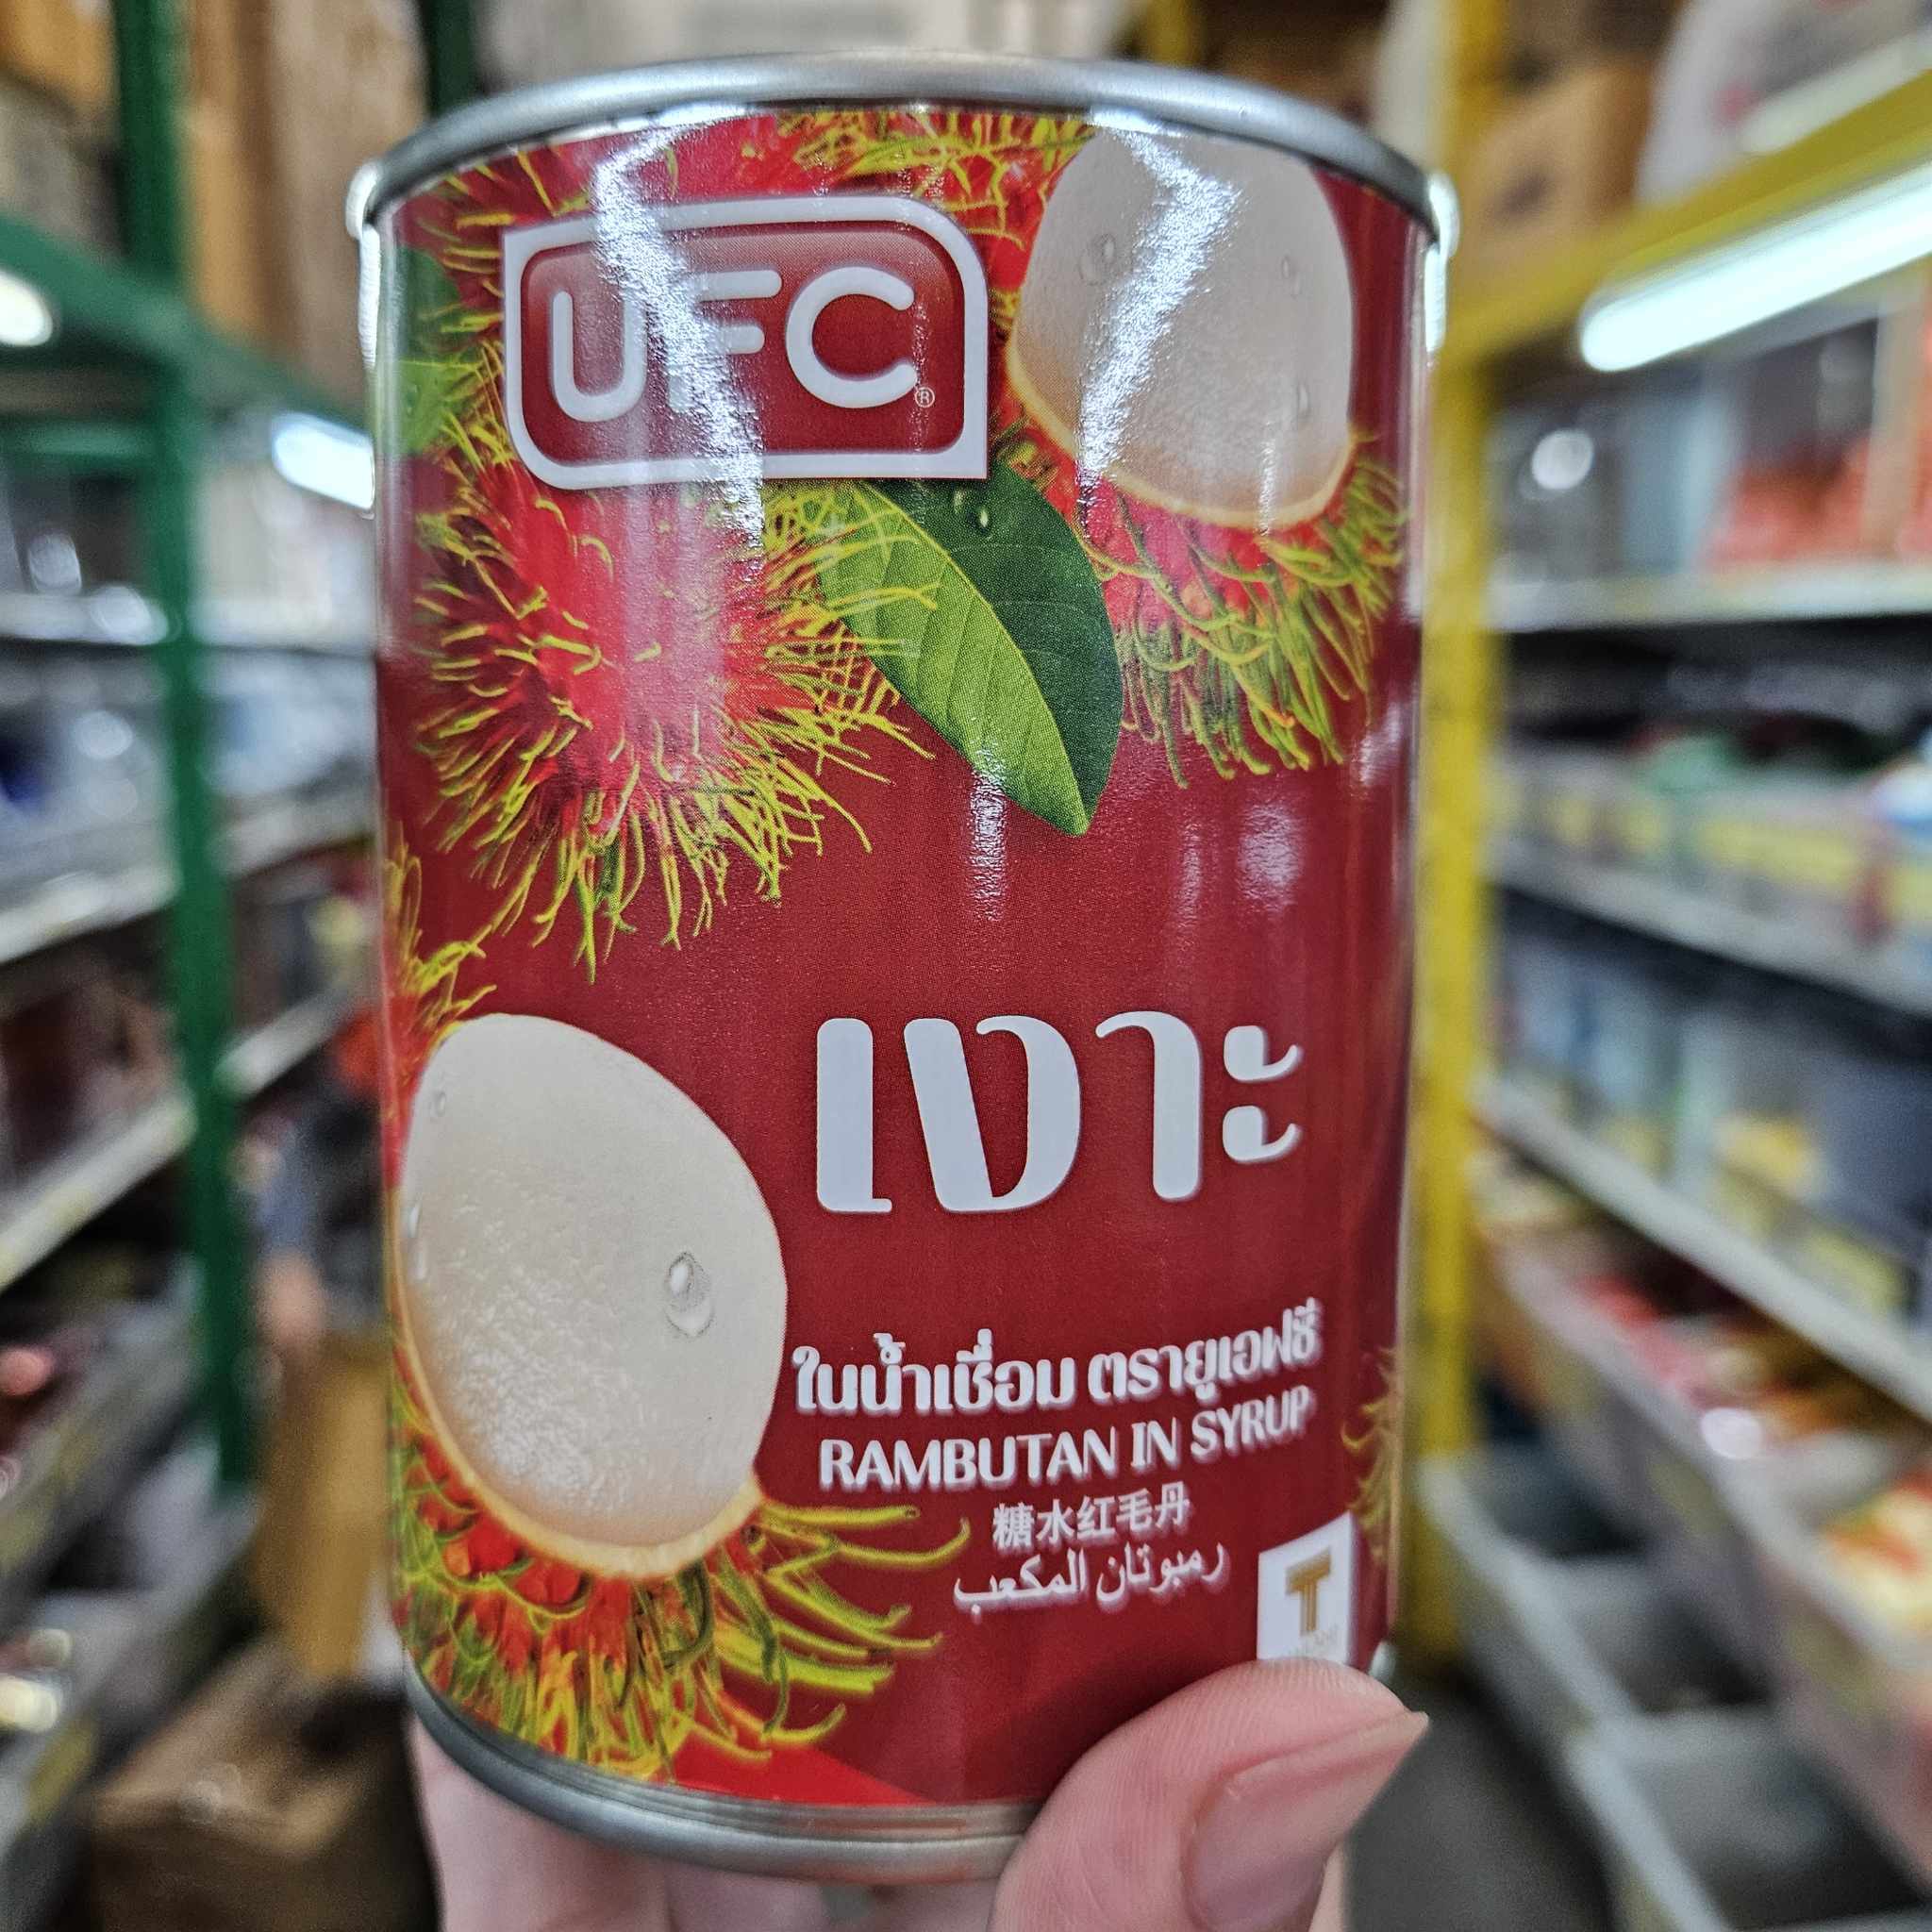 UFC®
เงาะ
ในน้ำเชื่อม ตรายูเอฟซี
RAMBUTAN IN SYRUP
糖水红毛丹
رمبوتان المكعب
T